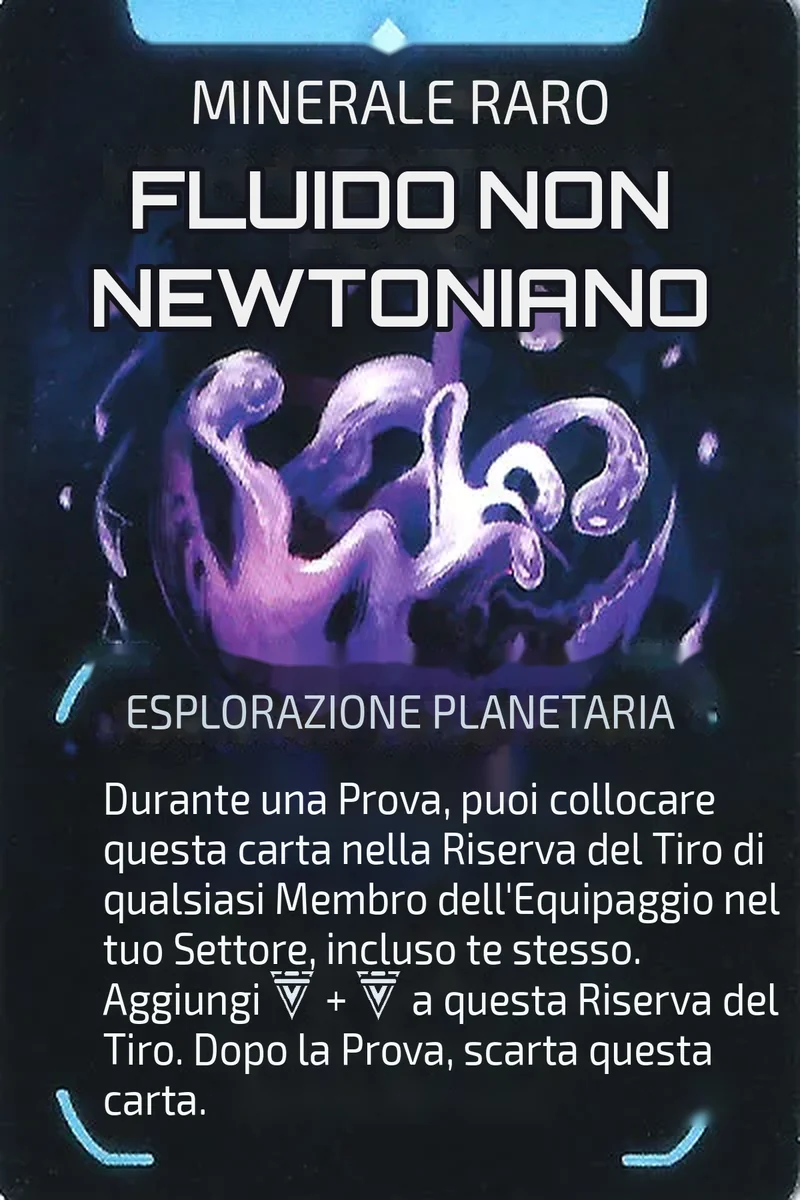 MINERALE RARO
FLUIDO NON
NEWTONIANO
ESPLORAZIONE PLANETARIA
Durante una Prova, puoi collocare
questa carta nella Riserva del Tiro di
qualsiasi Membro dell'Equipaggio nel
tuo Settore, incluso te stesso.
Aggiungi + a questa Riserva del
Tiro. Dopo la Prova, scarta questa
carta.